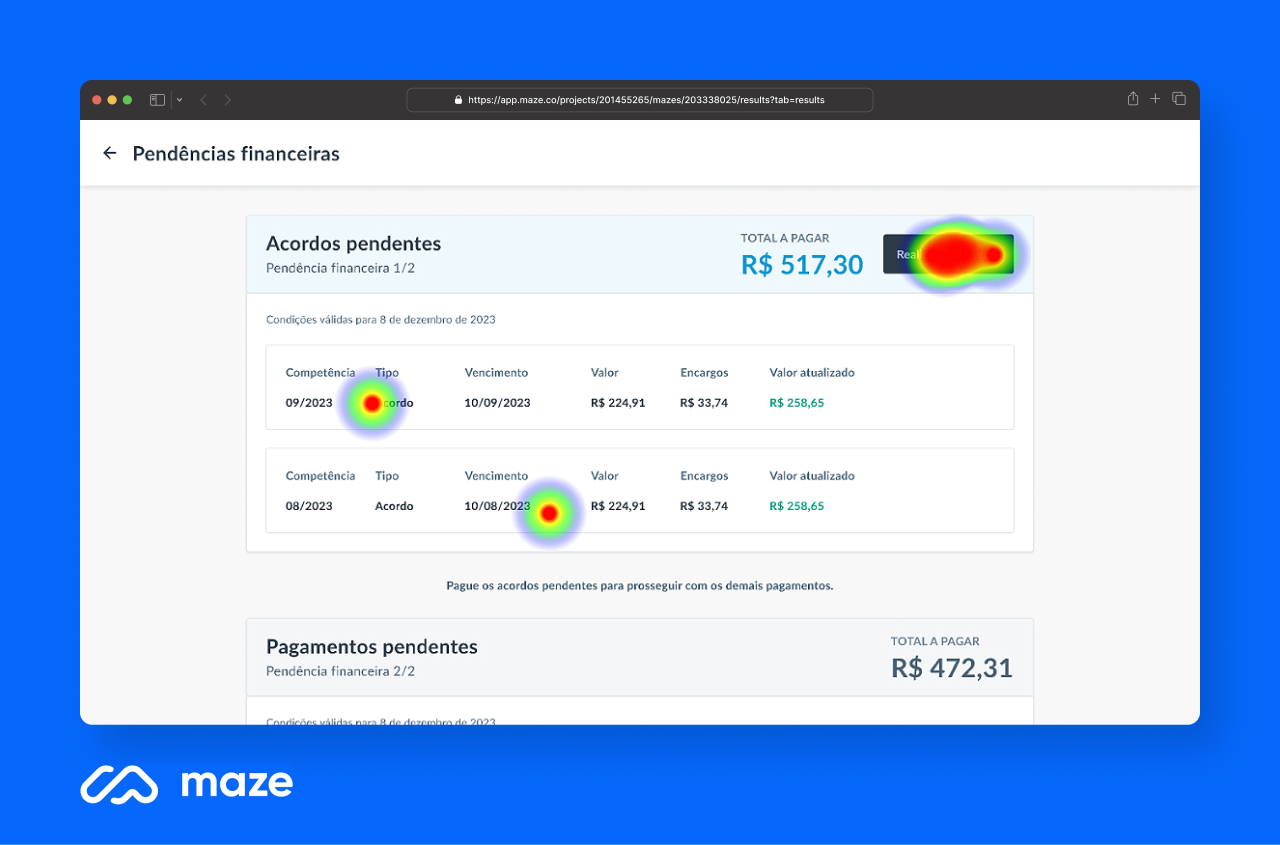 https://app.maze.co/projects/201455265/mazes/203338025/results?tab=results
Pendências financeiras
Acordos pendentes
Pendência financeira 1/2
TOTAL A PAGAR
R$ 517,30
Condições válidas para 8 de dezembro de 2023
Competência Tipo Vencimento Valor Encargos Valor atualizado
09/2023 Acordo 10/09/2023 R$ 224,91 R$ 33,74 R$ 258,65
Competência Tipo Vencimento Valor Encargos Valor atualizado
08/2023 Acordo 10/08/2023 R$ 224,91 R$ 33,74 R$ 258,65
Pague os acordos pendentes para prosseguir com os demais pagamentos.
Pagamentos pendentes
Pendência financeira 2/2
TOTAL A PAGAR
R$ 472,31
Condições válidas para 8 de dezembro de 2023
maze